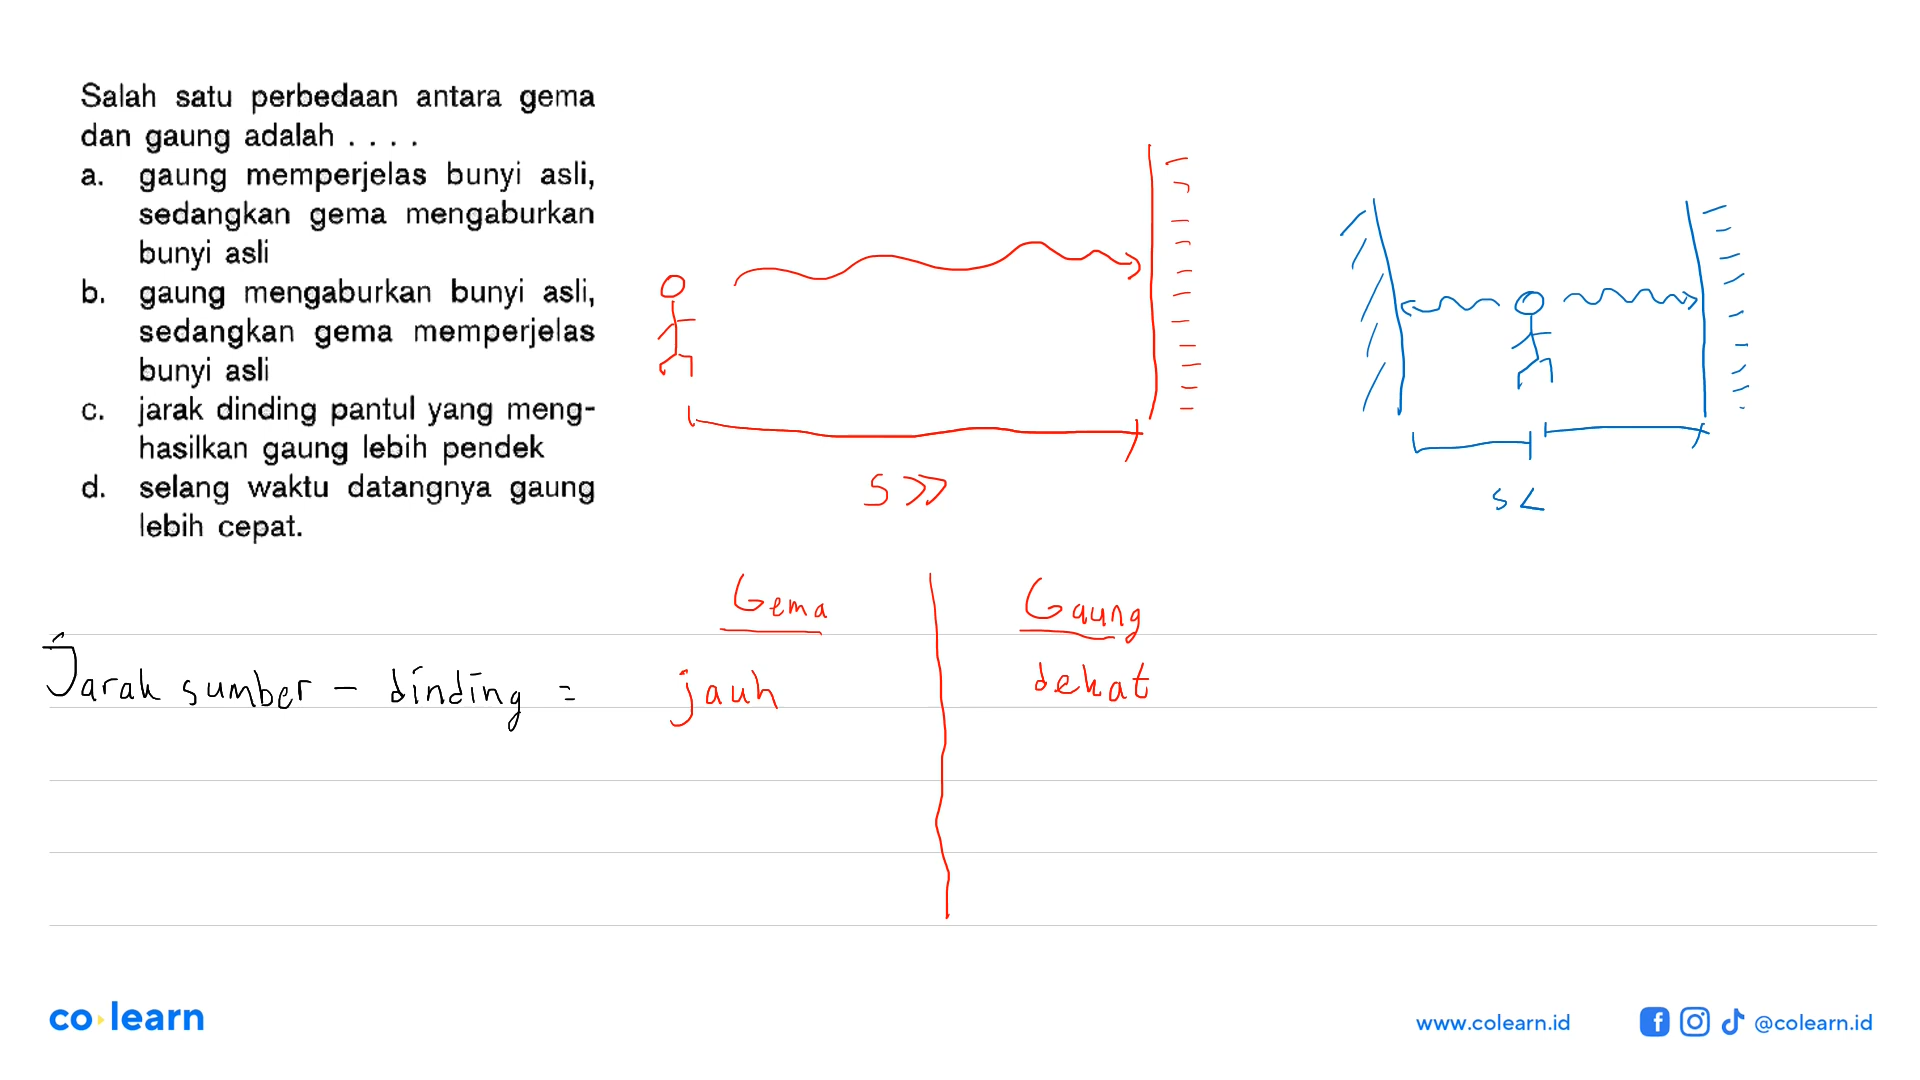 Salah satu perbedaan antara gema
dan gaung adalah . . . .
a. gaung memperjelas bunyi asli,
sedangkan gema mengaburkan
bunyi asli
b. gaung mengaburkan bunyi asli,
sedangkan gema memperjelas
bunyi asli
c. jarak dinding pantul yang meng-
hasilkan gaung lebih pendek
d. selang waktu datangnya gaung
lebih cepat.
S >>
S <
Gema
Gaung
Jarak sumber - dinding = jauh dekat
co learn
www.colearn.id
@colearn.id